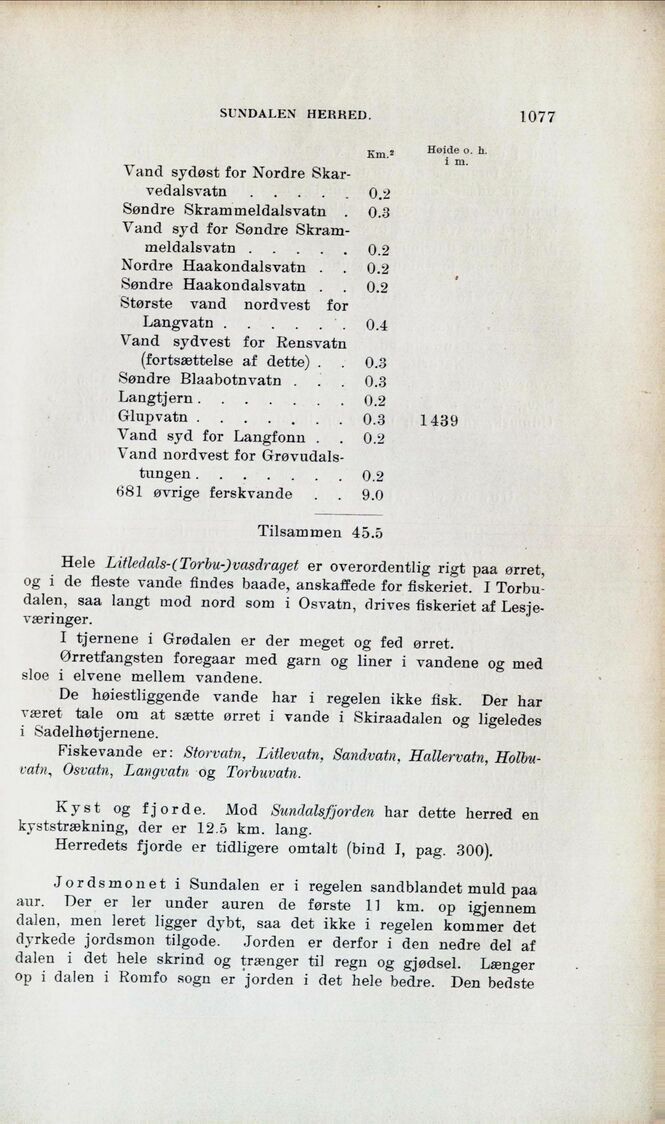 SUNDALEN HERRED. 1077
Km.² Høide o. h.
i m.
Vand sydøst for Nordre Skar-
vedalsvatn . . . . . 0.2
Søndre Skrammeldalsvatn . 0.3
Vand syd for Søndre Skram-
meldalsvatn . . . . . 0.2
Nordre Haakondalsvatn . . 0.2
Søndre Haakondalsvatn . . 0.2
Største vand nordvest for
Langvatn . . . . . . 0.4
Vand sydvest for Rensvatn
(fortsættelse af dette) . . 0.3
Søndre Blaabotnvatn . . . 0.3
Langtjern . . . . . . . 0.2
Glupvatn . . . . . . . 0.3 1439
Vand syd for Langfonn . . 0.2
Vand nordvest for Grøvudals-
tungen . . . . . . . 0.2
681 øvrige ferskvande . . 9.0
Tilsammen 45.5
Hele Litledals-(Torbu-)vasdraget er overordentlig rigt paa ørret,
og i de fleste vande findes baade, anskaffede for fiskeriet. I Torbu-
dalen, saa langt mod nord som i Osvatn, drives fiskeriet af Lesje-
væringer.
I tjernene i Grødalen er der meget og fed ørret.
Ørretfangsten foregaar med garn og liner i vandene og med
sloe i elvene mellem vandene.
De høiestliggende vande har i regelen ikke fisk. Der har
været tale om at sætte ørret i vande i Skiraadalen og ligeledes
i Sadelhøtjernene.
Fiskevande er: Storvatn, Litlevatn, Sandvatn, Hallervatn, Holbu-
vatn, Osvatn, Langvatn og Torbuvatn.
Kyst og fjorde. Mod Sundalsfjorden har dette herred en
kyststrækning, der er 12.5 km. lang.
Herredets fjorde er tidligere omtalt (bind I, pag. 300).
Jordsmonet i Sundalen er i regelen sandblandet muld paa
aur. Der er ler under auren de første 11 km. op igjennem
dalen, men leret ligger dybt, saa det ikke i regelen kommer det
dyrkede jordsmon tilgode. Jorden er derfor i den nedre del af
dalen i det hele skrind og trænger til regn og gjødsel. Længer
op i dalen i Romfo sogn er jorden i det hele bedre. Den bedste